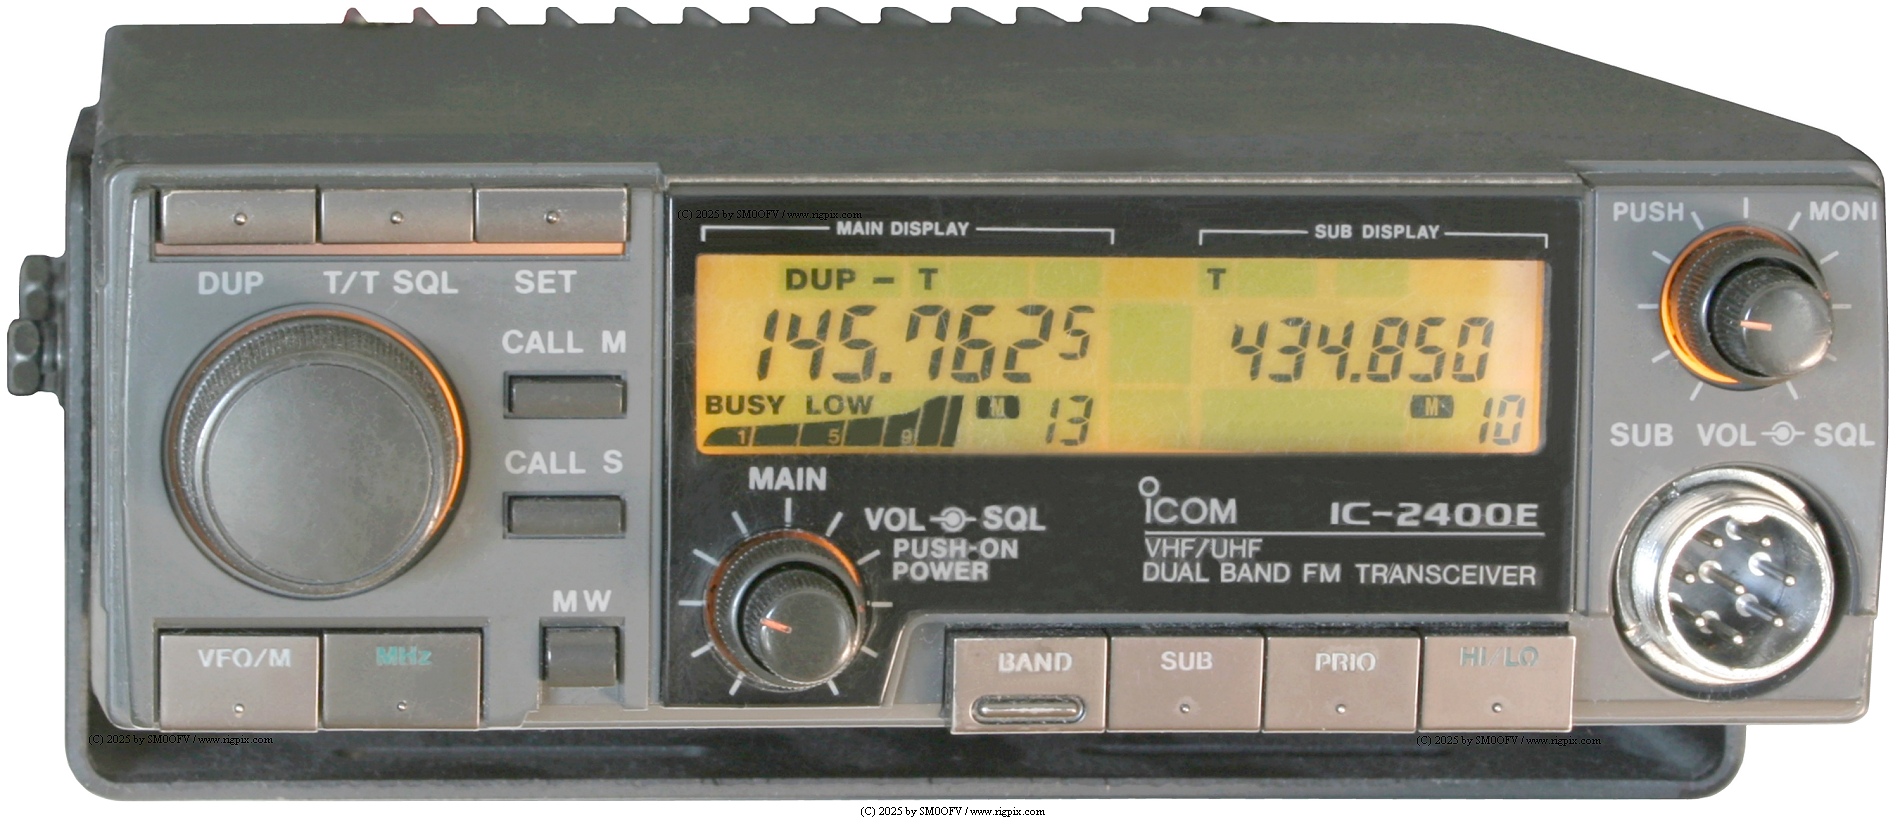 (C) 2025 by SM0OFV / www.rigpix.com
MAIN DISPLAY
SUB DISPLAY
PUSH
MONI
DUP
T/T SQL
SET
DUP - T
T
145.7625
434.850
CALL M
BUSY LOW
1 5 9
M
13
M
10
SUB VOL SQL
CALL S
MAIN
VOL SQL
PUSH-ON
POWER
ICOM
IC-2400E
VHF/UHF
DUAL BAND FM TRANSCEIVER
MW
VFO/M
MHz
BAND
SUB
PRIO
HI/LO
(C) 2025 by SM0OFV / www.rigpix.com
(C) 2025 by SM0OFV / www.rigpix.com
(C) 2025 by SM0OFV / www.rigpix.com